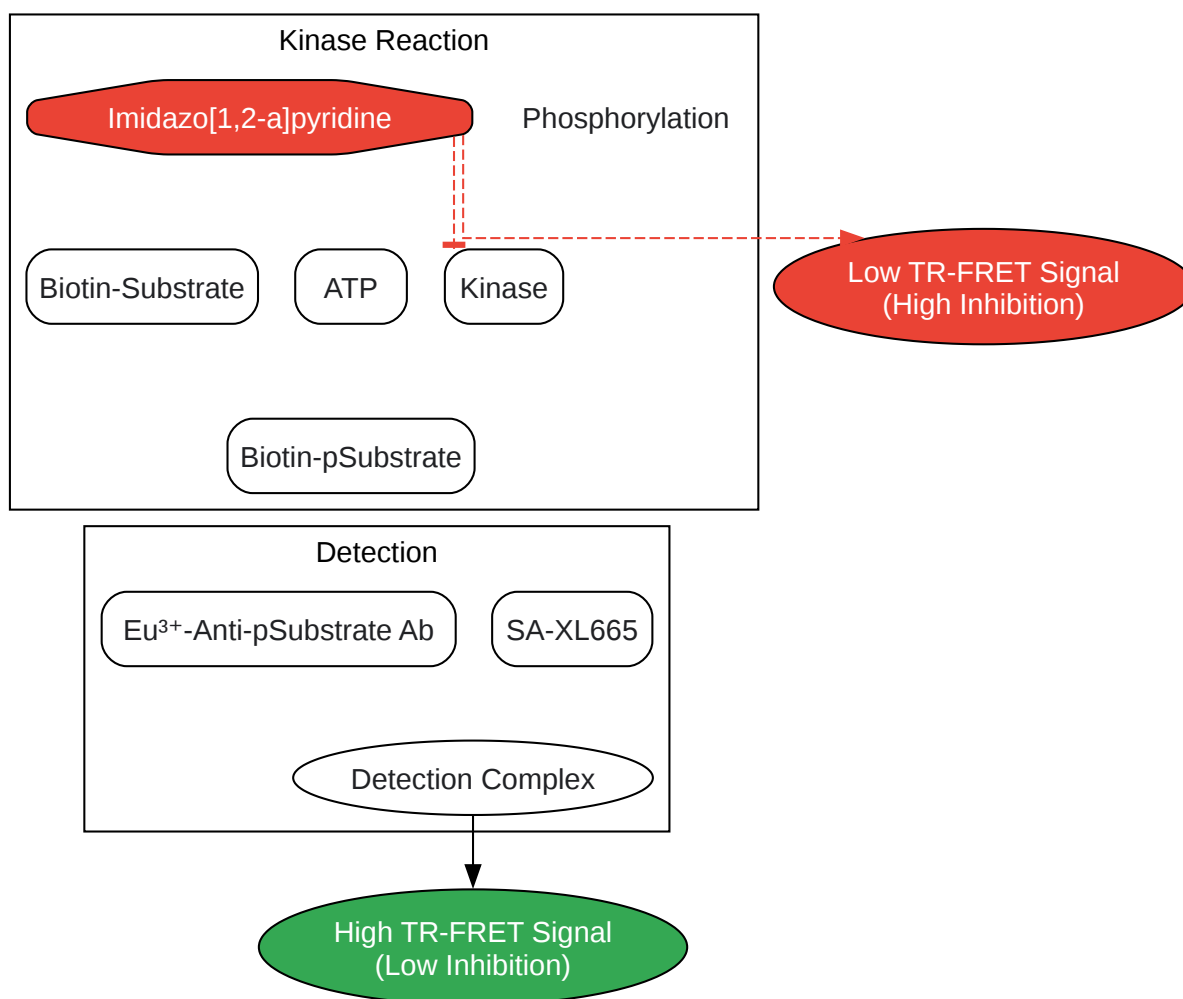 Kinase Reaction
Imidazo[1,2-a]pyridine
Phosphorylation
Biotin-Substrate
ATP
Kinase
Low TR-FRET Signal
(High Inhibition)
Biotin-pSubstrate
Detection
Eu³⁺-Anti-pSubstrate Ab
SA-XL665
Detection Complex
High TR-FRET Signal
(Low Inhibition)